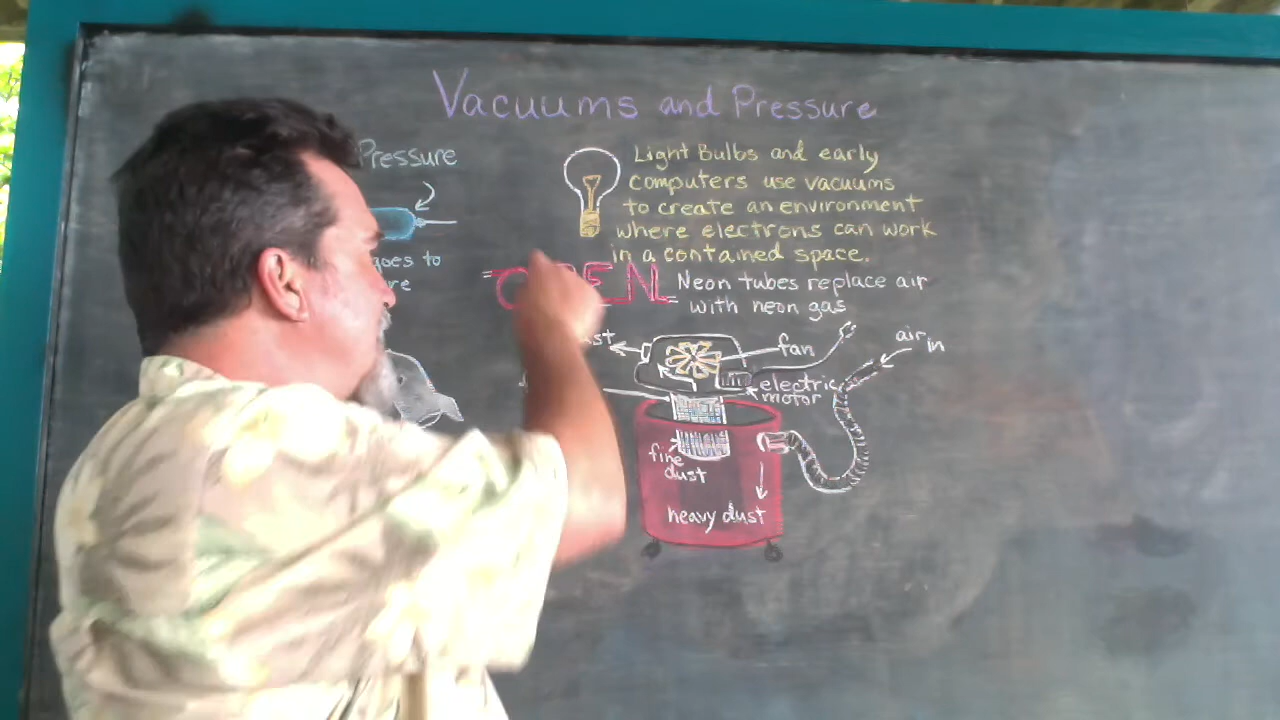 Vacuums and Pressure
Pressure
goes to
Light Bulbs and early
computers use vacuums
to create an environment
where electrons can work
in a contained space.
Neon tubes replace air
with neon gas
fan
air
in
electric
motor
fine
dust
heavy dust